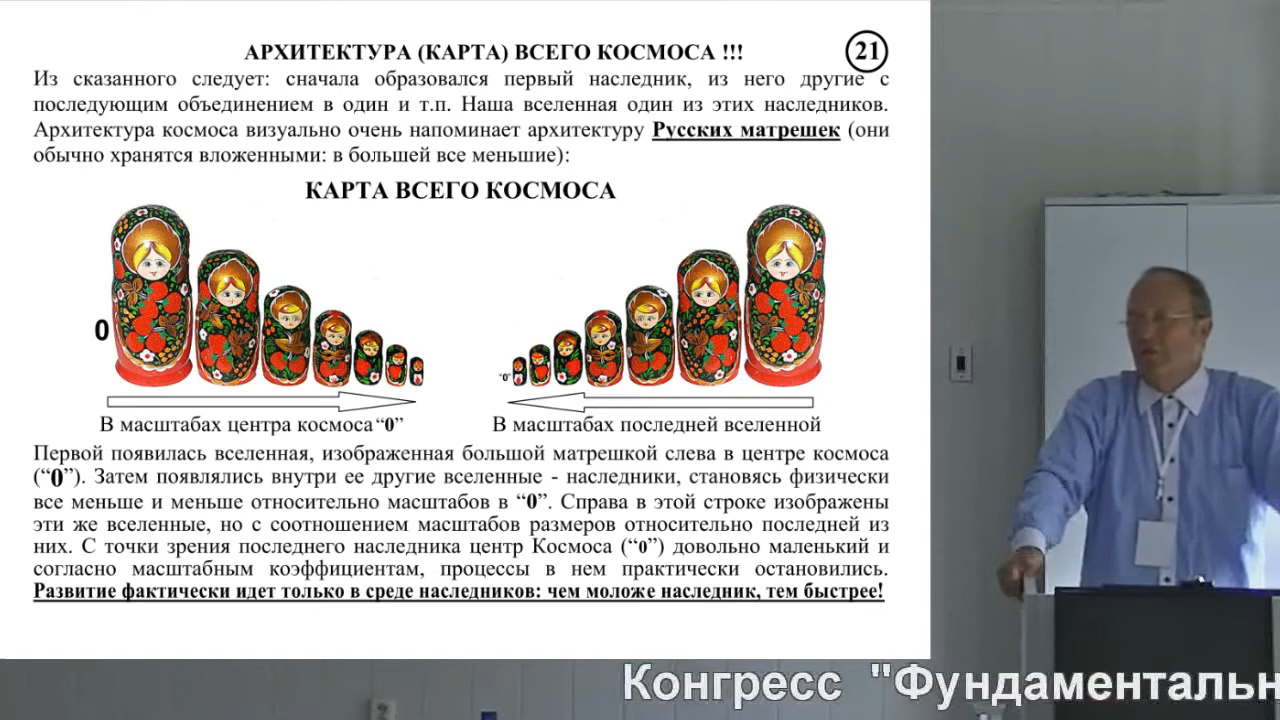 АРХИТЕКТУРА (КАРТА) ВСЕГО КОСМОСА !!!
21
Из сказанного следует: сначала образовался первый наследник, из него другие с
последующим объединением в один и т.п. Наша вселенная один из этих наследников.
Архитектура космоса визуально очень напоминает архитектуру Русских матрешек (они
обычно хранятся вложенными: в большей все меньшие):
КАРТА ВСЕГО КОСМОСА
0
"0"
В масштабах центра космоса “0”
В масштабах последней вселенной
Первой появилась вселенная, изображенная большой матрешкой слева в центре космоса
(“0”). Затем появлялись внутри ее другие вселенные - наследники, становясь физически
все меньше и меньше относительно масштабов в “0”. Справа в этой строке изображены
эти же вселенные, но с соотношением масштабов размеров относительно последней из
них. С точки зрения последнего наследника центр Космоса (“0”) довольно маленький и
согласно масштабным коэффициентам, процессы в нем практически остановились.
Развитие фактически идет только в среде наследников: чем моложе наследник, тем быстрее!
Конгресс "Фундаментальн